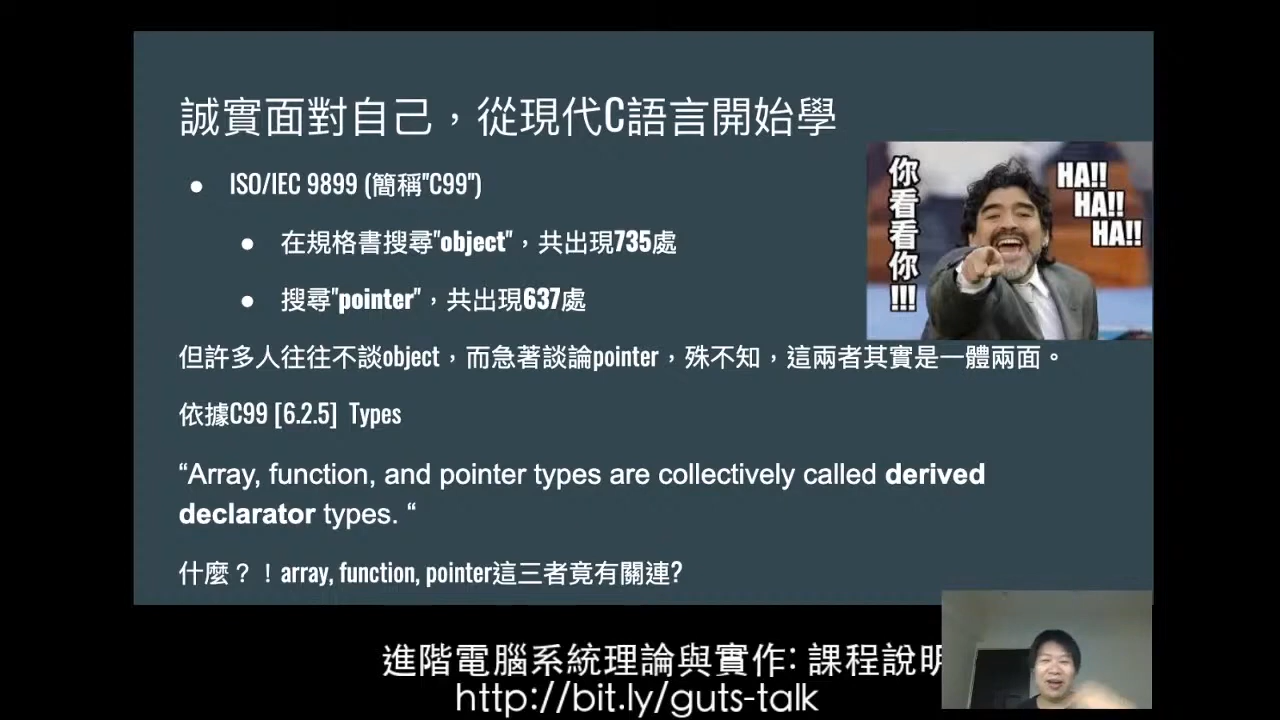 誠實面對自己，從現代C語言開始學
● ISO/IEC 9899 (簡稱"C99")
● 在規格書搜尋"object"，共出現735處
● 搜尋"pointer"，共出現637處
但許多人往往不談object，而急著談論pointer，殊不知，這兩者其實是一體兩面。
依據C99 [6.2.5] Types
“Array, function, and pointer types are collectively called derived
declarator types. “
什麼？！array, function, pointer這三者竟有關連?
你看看你!!!
HA!!
HA!!
HA!!
進階電腦系統理論與實作: 課程說明
http://bit.ly/guts-talk